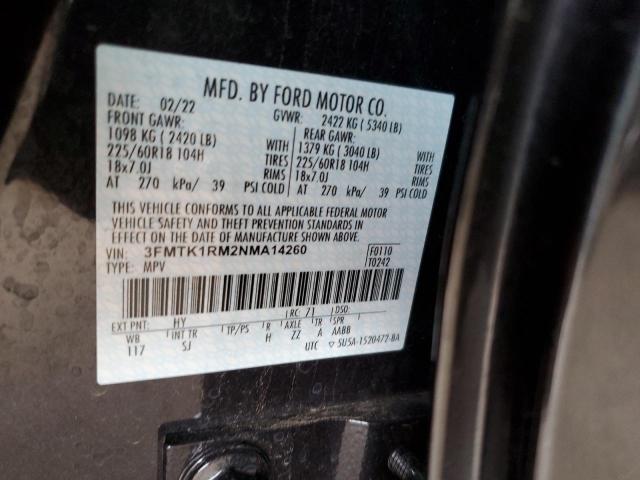 MFD. BY FORD MOTOR CO.
DATE: 02/22 GVWR: 2422 KG ( 5340 LB)
FRONT GAWR: REAR GAWR:
1098 KG ( 2420 LB) WITH 1379 KG ( 3040 LB) WITH
225/60R18 104H TIRES 225/60R18 104H TIRES
18x7.0J RIMS 18x7.0J RIMS
AT 270 kPa/ 39 PSI COLD AT 270 kPa/ 39 PSI COLD
THIS VEHICLE CONFORMS TO ALL APPLICABLE FEDERAL MOTOR
VEHICLE SAFETY AND THEFT PREVENTION STANDARDS IN
EFFECT ON THE DATE OF MANUFACTURE SHOWN ABOVE.
VIN: 3FMTK1RM2NMA14260 F0110
TYPE: MPV T0242
EXT PNT: HY RC: 71 DSO:
WB INT TR TP/PS R AXLE TR SPR
117 SJ H ZZ A AABB
UTC ▽ 5U5A-1520472-BA